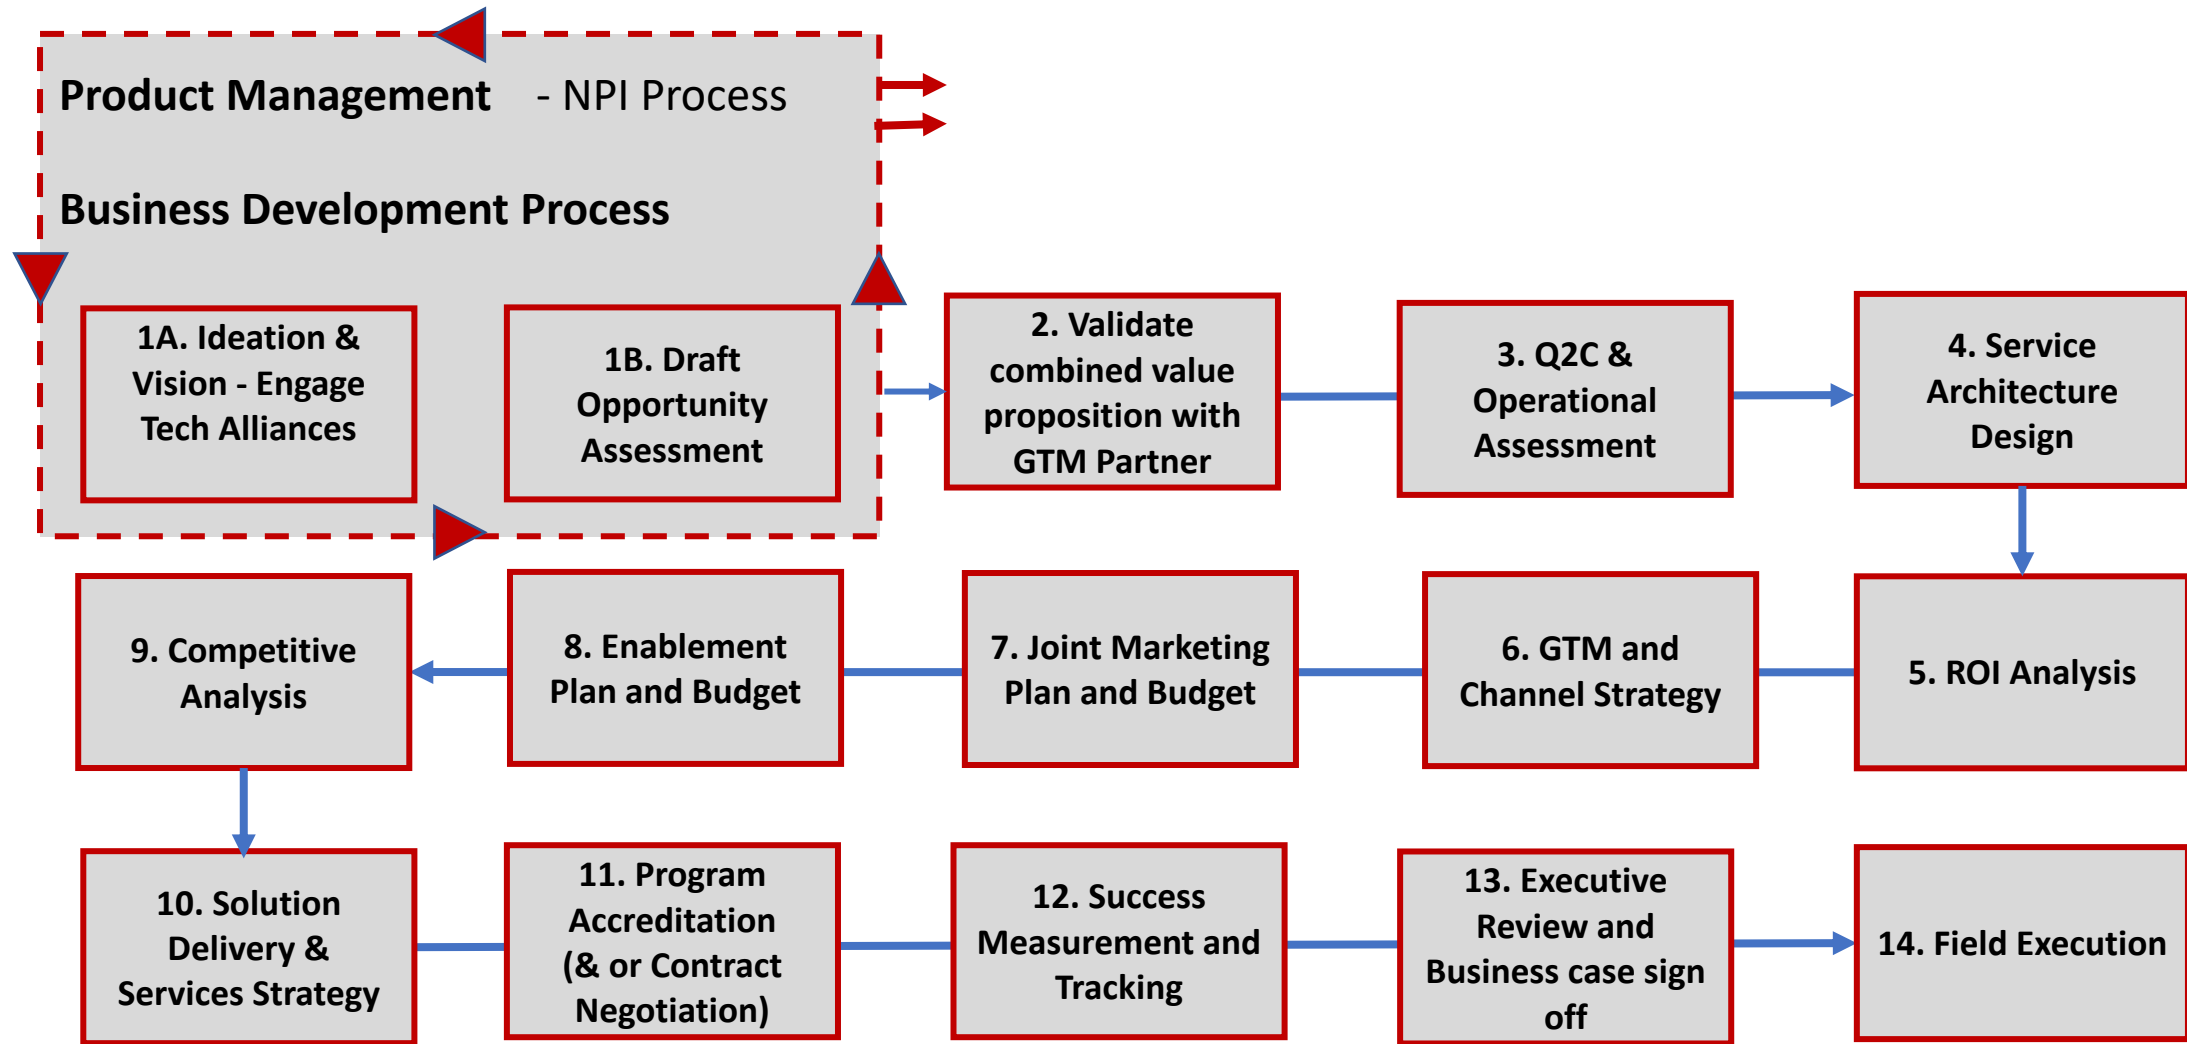 Product Management - NPI Process
Business Development Process
1A. Ideation &
Vision - Engage
Tech Alliances
1B. Draft
Opportunity
Assessment
2. Validate
combined value
proposition with
GTM Partner
3. Q2C &
Operational
Assessment
4. Service
Architecture
Design
9. Competitive
Analysis
8. Enablement
Plan and Budget
7. Joint Marketing
Plan and Budget
6. GTM and
Channel Strategy
5. ROI Analysis
10. Solution
Delivery &
Services Strategy
11. Program
Accreditation
(& or Contract
Negotiation)
12. Success
Measurement and
Tracking
13. Executive
Review and
Business case sign
off
14. Field Execution